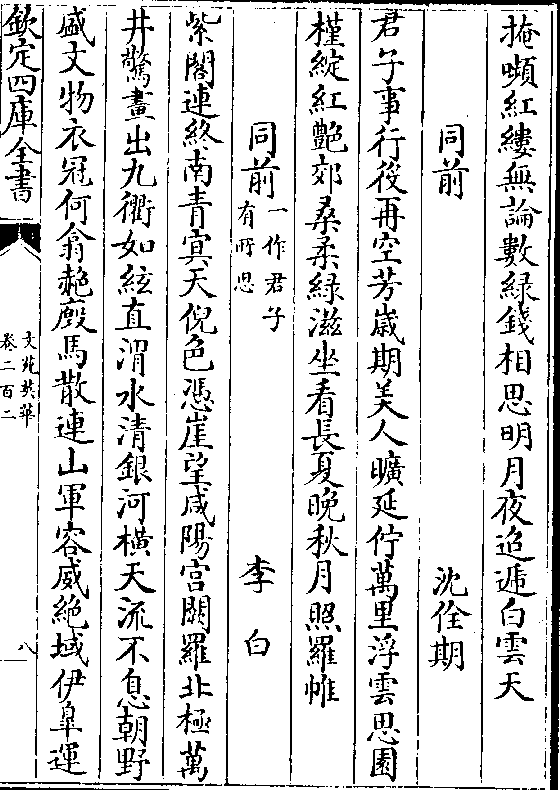 掩嚬紅縷無論數綠錢相思明月夜迢遞白雲天
同前 沈佺期
君子事行役再空芳歲期美人曠延佇萬里浮雲思園
槿綻紅艶郊桑柔綠滋坐看長夏晚秋月照羅帷
同前一作君子有所思 李白
紫閣連終南青冥天倪色憑崖望咸陽宮闕羅北極萬
井驚畫出九衢如絃直渭水清銀河橫天流不息朝野
盛文物衣冠何翕赩廐馬散連山軍容威絶域伊臯運
欽定四庫全書
文苑英華
卷二百二
八